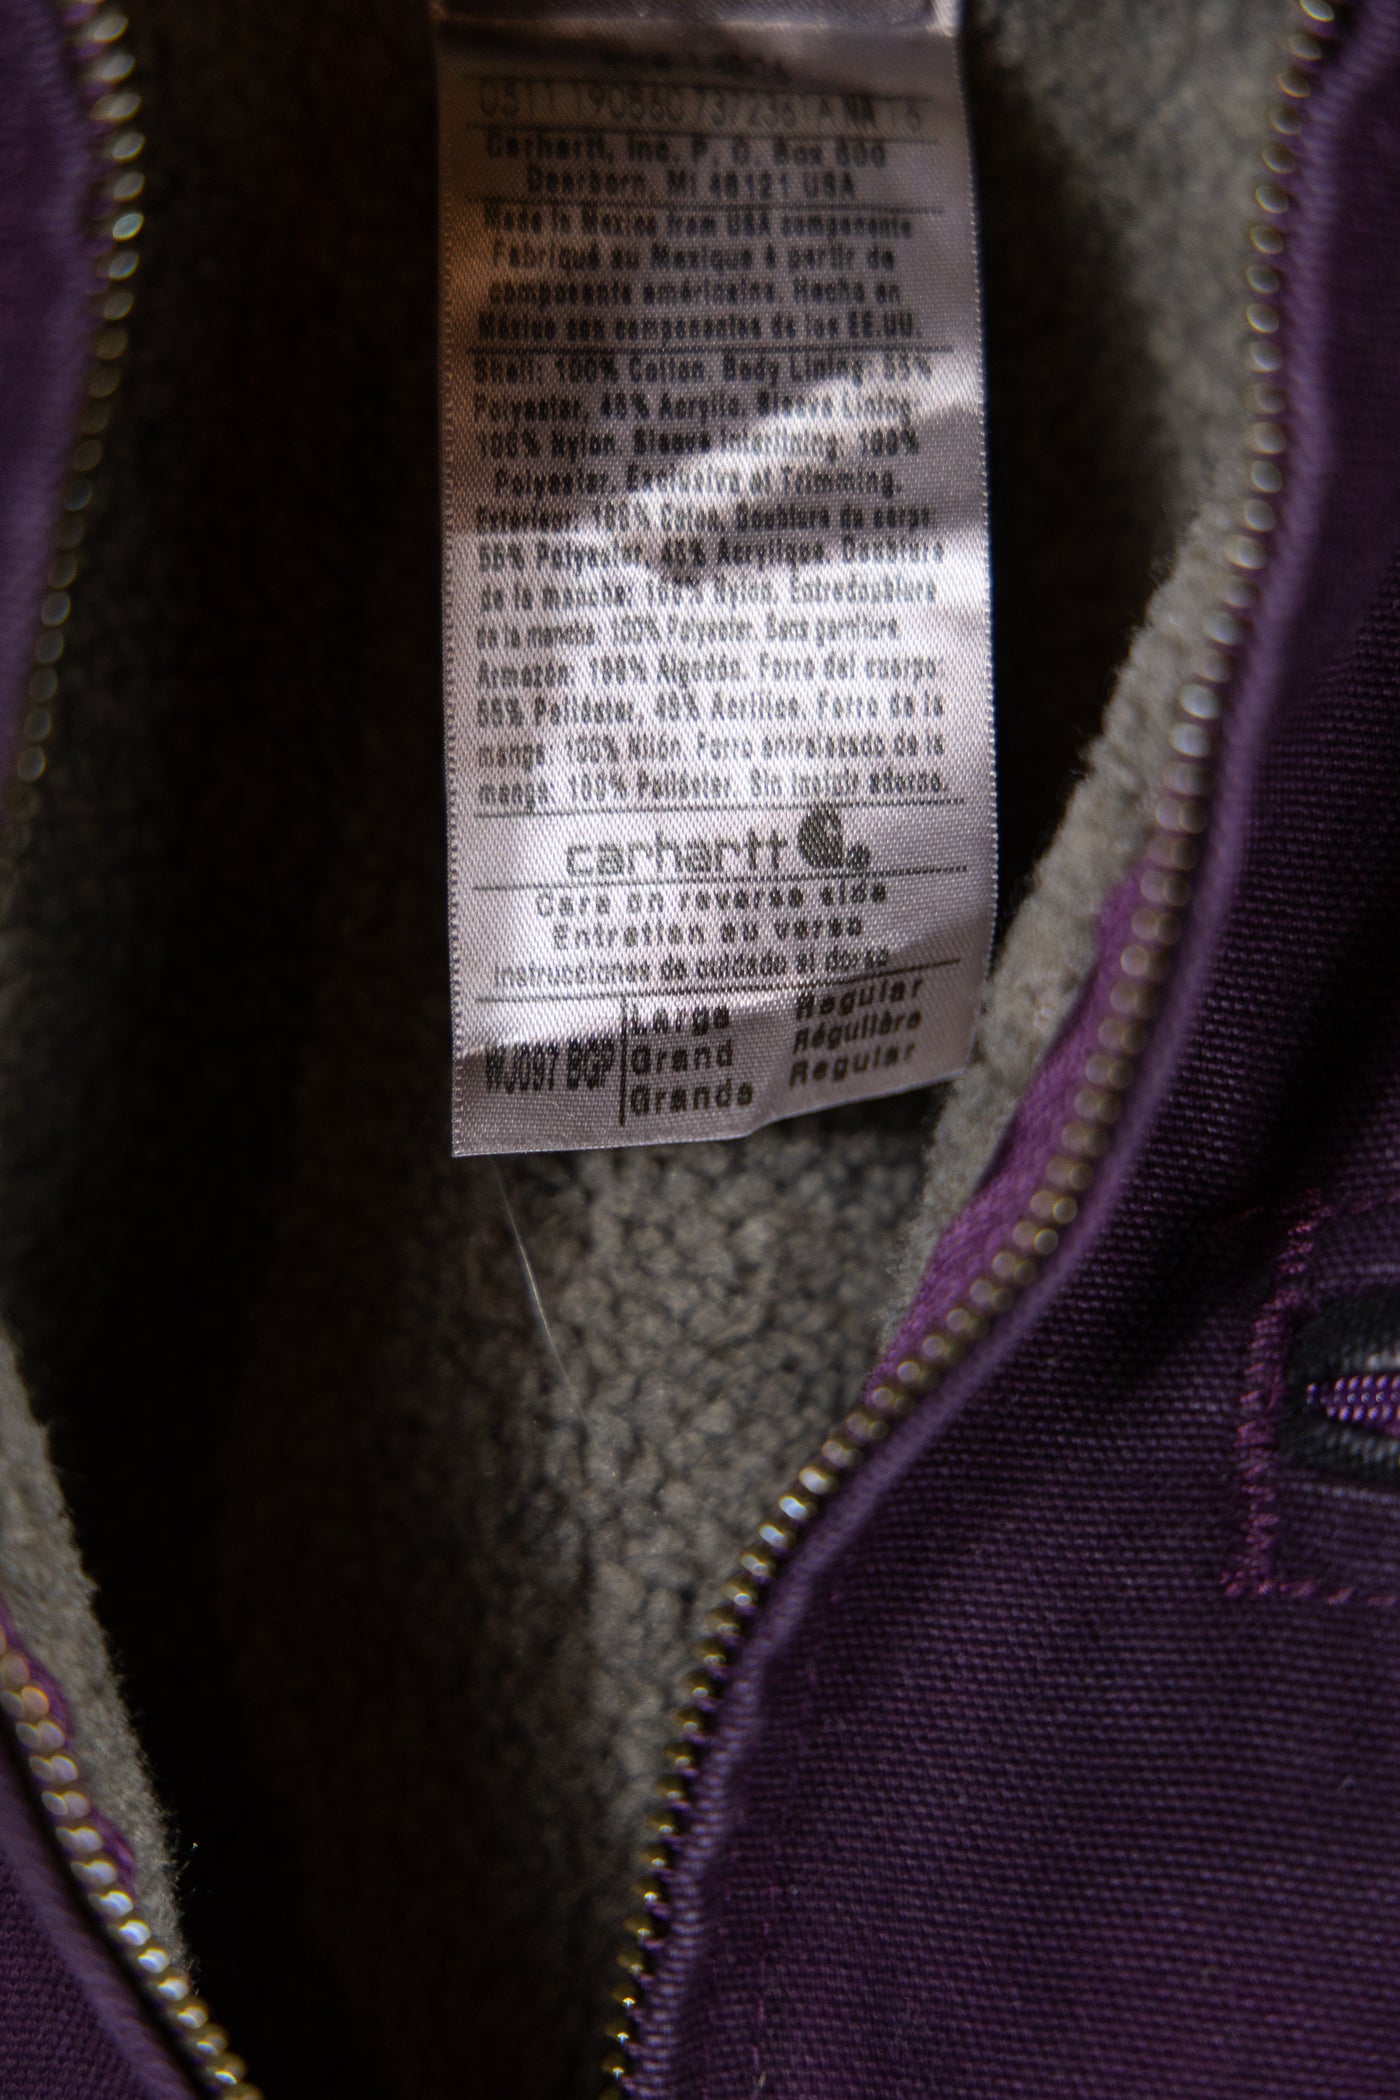 Carhartt, Inc. P. O. Box 600
Dearborn, MI 48121 USA
Made in Mexico from USA components
Fabriqué au Mexique à partir de
composants américains. Hecho en
México con componentes de los EE.UU.
Shell: 100% Cotton. Body Lining: 55%
Polyester, 45% Acrylic. Sleeve Lining:
100% Nylon. Sleeve Interlining: 100%
Polyester. Exclusive of Trimming.
Extérieur: 100% Coton. Doublure du corps:
55% Polyester, 45% Acrylique. Doublure
de la manche: 100% Nylon. Entredoublure
de la manche: 100% Polyester. Sans garniture.
Armazón: 100% Algodón. Forro del cuerpo:
55% Poliéster, 45% Acrílico. Forro de la
manga: 100% Nilón. Forro entrelazado de la
manga: 100% Poliéster. Sin incluir adorno.
carhartt
Care on reverse side
Entretien au verso
Instrucciones de cuidado al dorso
WJ097 BGP
Large Regular
Grand Régulière
Grande Regular